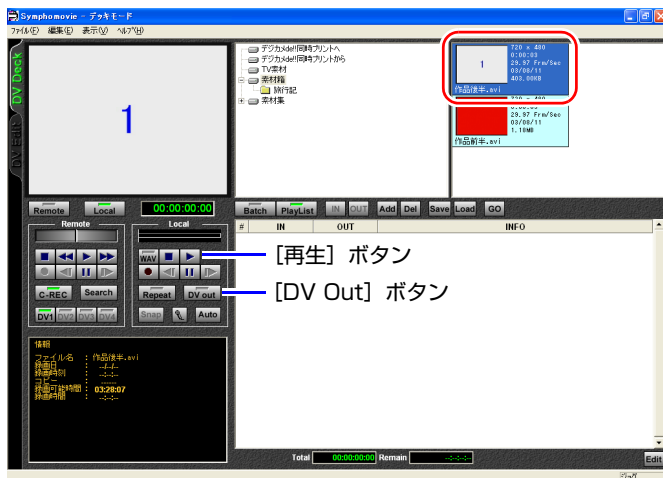 Symphomovie - デッキモード
ファイル(F) 編集(E) 表示(V) ヘルプ(H)
DV Deck
DV Edit
1
デジカメde!!同時プリントへ
デジカメde!!同時プリントから
TV素材
素材箱
旅行記
素材集
1
720 x 480
0:00:03
29.97 Frm/Sec
03/08/11
403.00KB
作品後半.avi
720 x 480
29.97 Frm/Sec
03/08/11
1.18MB
作品前半.avi
Remote Local 00:00:00:00
Batch PlayList IN OUT Add Del Save Load GO
Remote Local
# IN OUT INFO
WAV
[再生] ボタン
C-REC Search Repeat DV out
[DV Out] ボタン
DV1 DV2 DV3 DV4 Snap Auto
情報
ファイル名 : 作品後半.avi
録画日 : --/--/--
録画時刻 : --:--:--
コピー : ------
録画可能時間 : 03:28:07
録画時間 : --:--:--
Total 00:00:00:00 Remain --:--:--:-- Edit
ジョグ